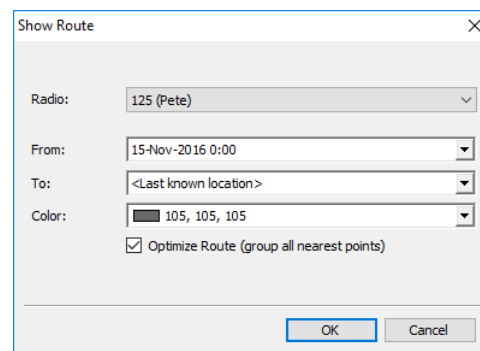 Show Route
Radio: 125 (Pete)
From: 15-Nov-2016 0:00
To: <Last known location>
Color: 105, 105, 105
Optimize Route (group all nearest points)
OK Cancel